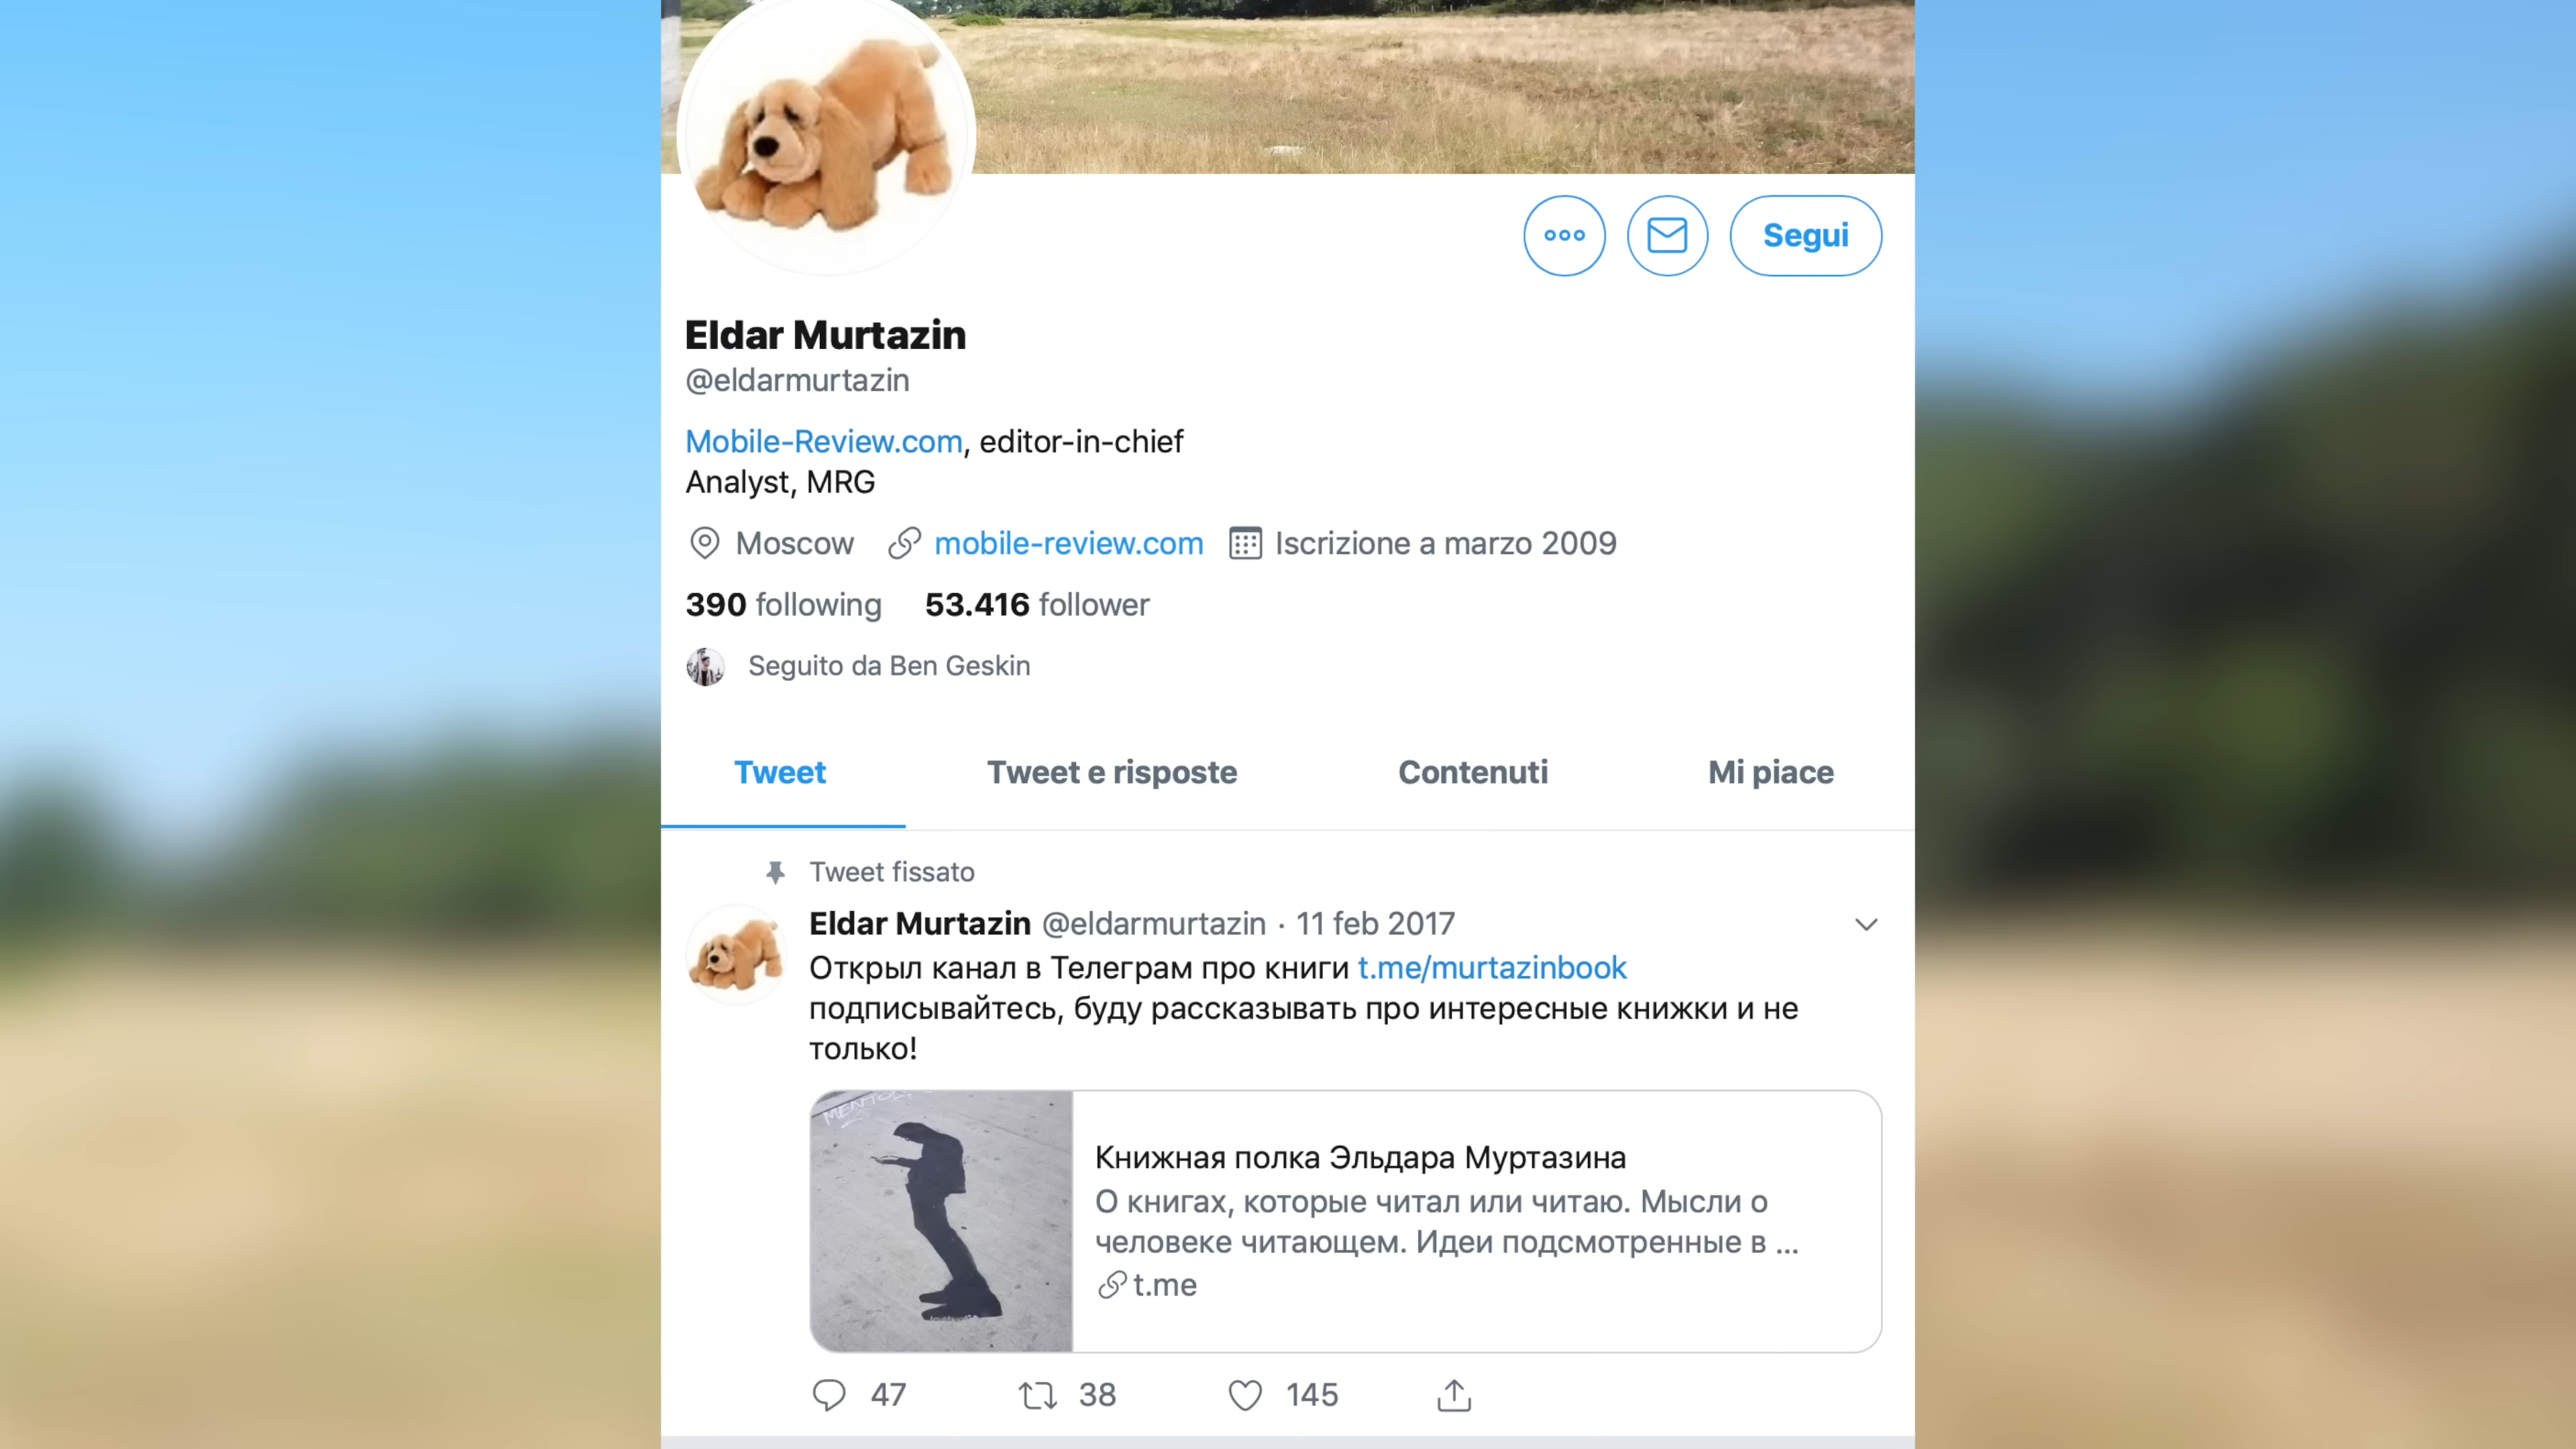 Segui
Eldar Murtazin
@eldarmurtazin
Mobile-Review.com, editor-in-chief
Analyst, MRG
Moscow mobile-review.com Iscrizione a marzo 2009
390 following 53.416 follower
Seguito da Ben Geskin
Tweet Tweet e risposte Contenuti Mi piace
Tweet fissato
Eldar Murtazin @eldarmurtazin · 11 feb 2017
Открыл канал в Телеграм про книги t.me/murtazinbook
подписывайтесь, буду рассказывать про интересные книжки и не
только!
Книжная полка Эльдара Муртазина
О книгах, которые читал или читаю. Мысли о
человеке читающем. Идеи подсмотренные в ...
t.me
47 38 145